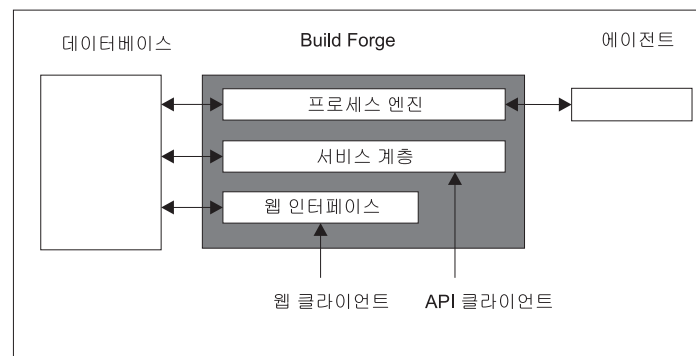 데이터베이스
Build Forge
에이전트
프로세스 엔진
서비스 계층
웹 인터페이스
웹 클라이언트
API 클라이언트